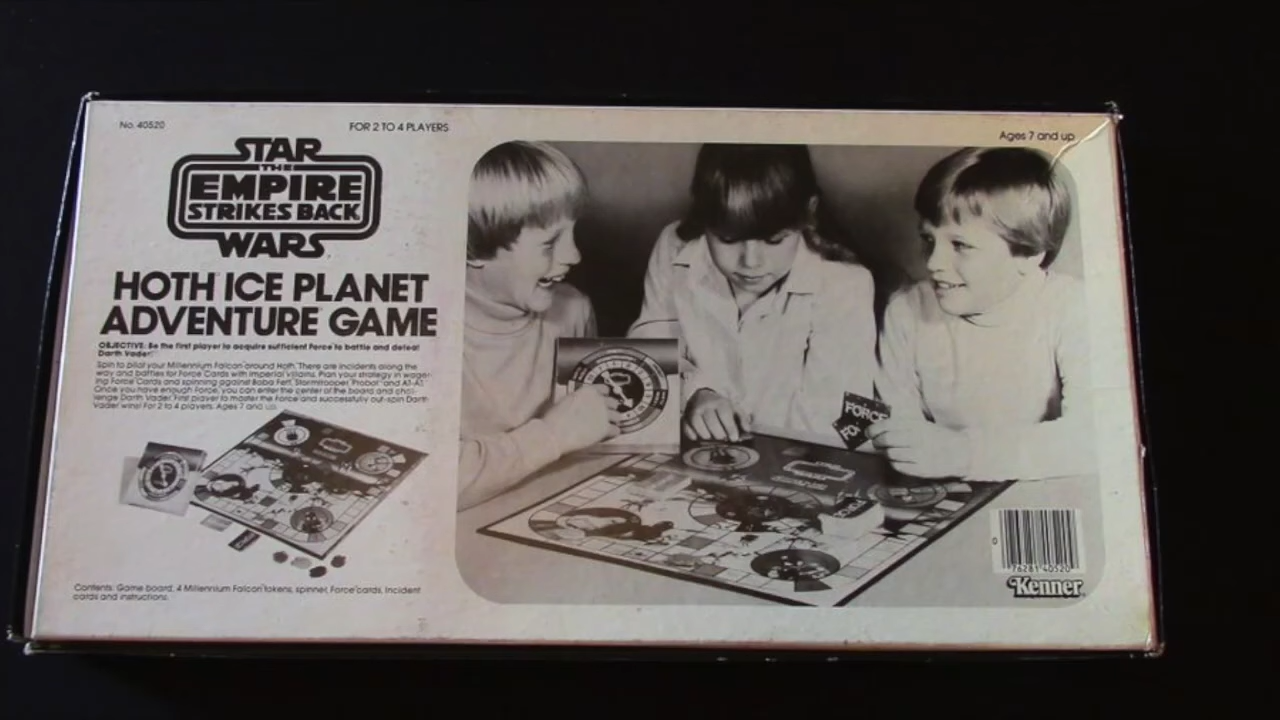 No. 40520
FOR 2 TO 4 PLAYERS
Ages 7 and up
STAR
THE
EMPIRE
STRIKES BACK
WARS
HOTH ICE PLANET
ADVENTURE GAME
OBJECTIVE: Be the first player to acquire sufficient Force to battle and defeat
Darth Vader.
Spin to pilot your Millennium Falcon around Hoth. There are incidents along the
way and battles for Force Cards with Imperial villains. Plan your strategy in wager-
ing Force Cards and spinning against Boba Fett, Stormtrooper, Probot and AT-AT.
Once you have enough Force, you can enter the center of the board and chal-
lenge Darth Vader. First player to master the Force and successfully out-spin Darth
Vader wins! For 2 to 4 players. Ages 7 and up.
FORCE
FO
Contents: Game board, 4 Millennium Falcon tokens, spinner, Force cards, Incident
cards and instructions.
0 76281 40520
Kenner